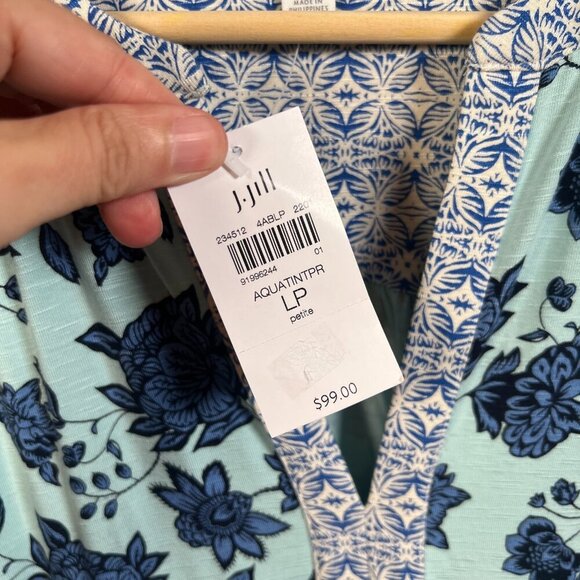 MADE IN
PHILIPPINES
J.Jill
234512 4ABLP 220
91996244 01
AQUATINTPR
LP
petite
$99.00